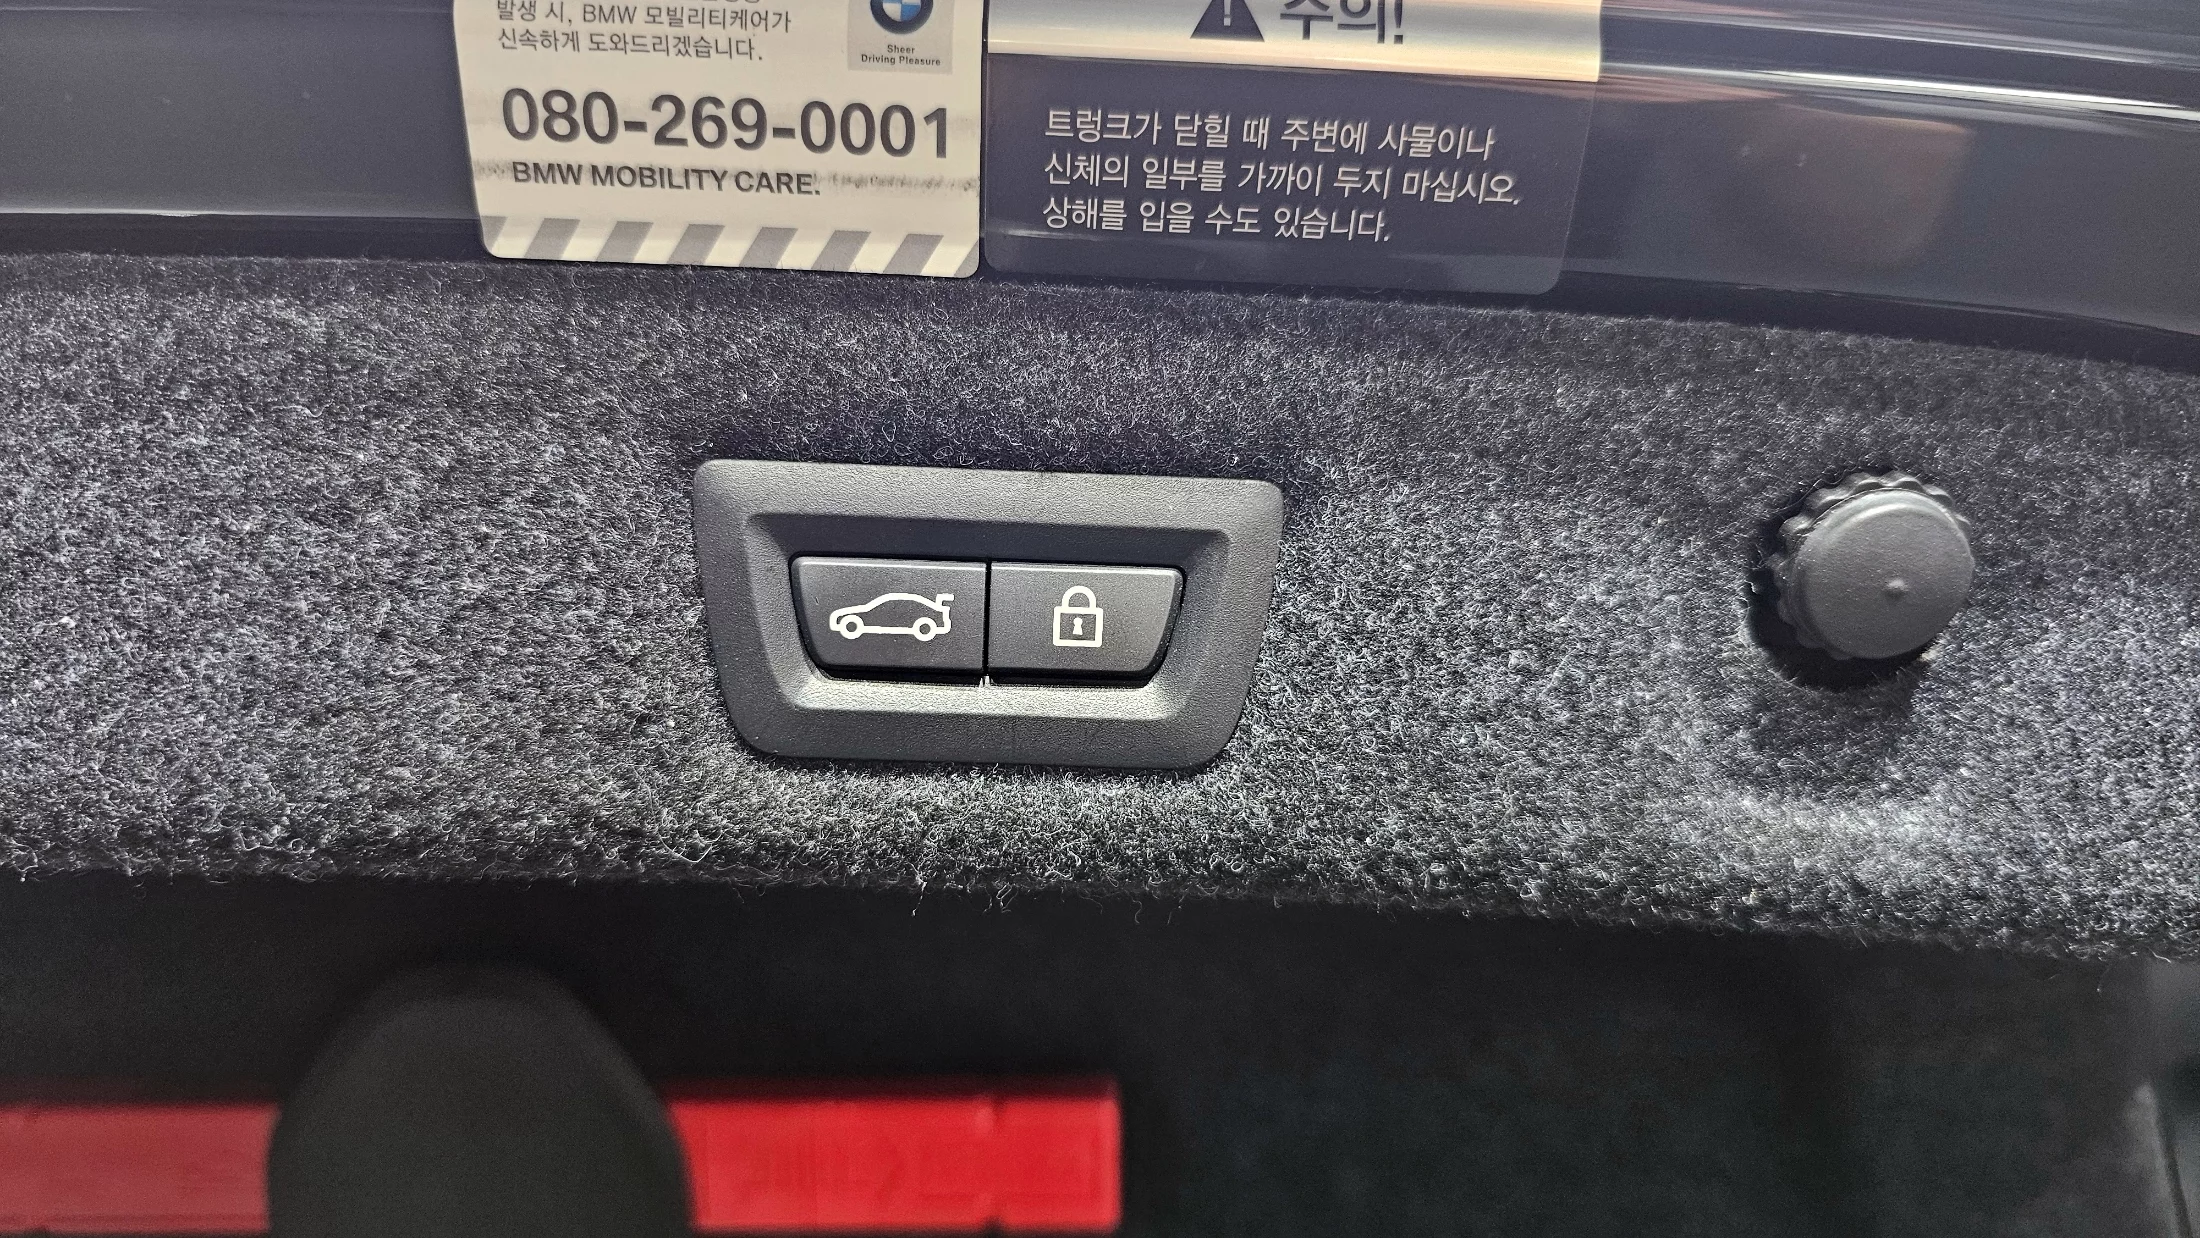 발생 시, BMW 모빌리티케어가
신속하게 도와드리겠습니다.
Sheer
Driving Pleasure
080-269-0001
BMW MOBILITY CARE.
주의!
트렁크가 닫힐 때 주변에 사물이나
신체의 일부를 가까이 두지 마십시오.
상해를 입을 수도 있습니다.